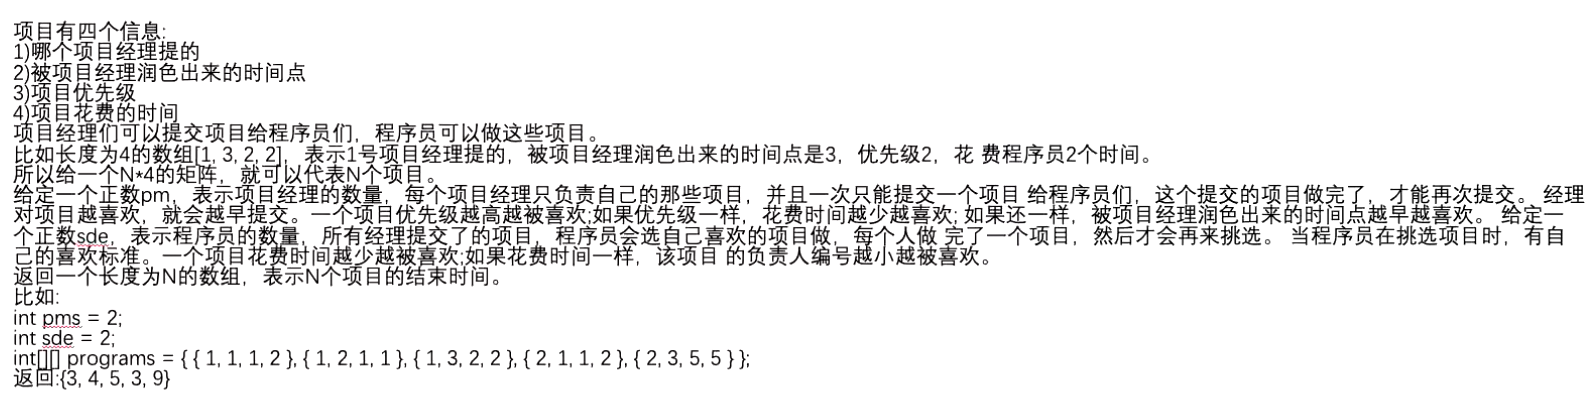 项目有四个信息:
1)哪个项目经理提的
2)被项目经理润色出来的时间点
3)项目优先级
4)项目花费的时间
项目经理们可以提交项目给程序员们，程序员可以做这些项目。
比如长度为4的数组[1, 3, 2, 2]，表示1号项目经理提的，被项目经理润色出来的时间点是3，优先级2，花 费程序员2个时间。
所以给一个N*4的矩阵，就可以代表N个项目。
给定一个正数pm，表示项目经理的数量，每个项目经理只负责自己的那些项目，并且一次只能提交一个项目 给程序员们，这个提交的项目做完了，才能再次提交。 经理
对项目越喜欢，就会越早提交。一个项目优先级越高越被喜欢;如果优先级一样，花费时间越少越喜欢; 如果还一样，被项目经理润色出来的时间点越早越喜欢。 给定一
个正数sde，表示程序员的数量，所有经理提交了的项目，程序员会选自己喜欢的项目做，每个人做 完了一个项目，然后才会再来挑选。 当程序员在挑选项目时，有自
己的喜欢标准。一个项目花费时间越少越被喜欢;如果花费时间一样，该项目 的负责人编号越小越被喜欢。
返回一个长度为N的数组，表示N个项目的结束时间。
比如:
int pms = 2;
int sde = 2;
int[][] programs = { { 1, 1, 1, 2 }, { 1, 2, 1, 1 }, { 1, 3, 2, 2 }, { 2, 1, 1, 2 }, { 2, 3, 5, 5 } };
返回:{3, 4, 5, 3, 9}